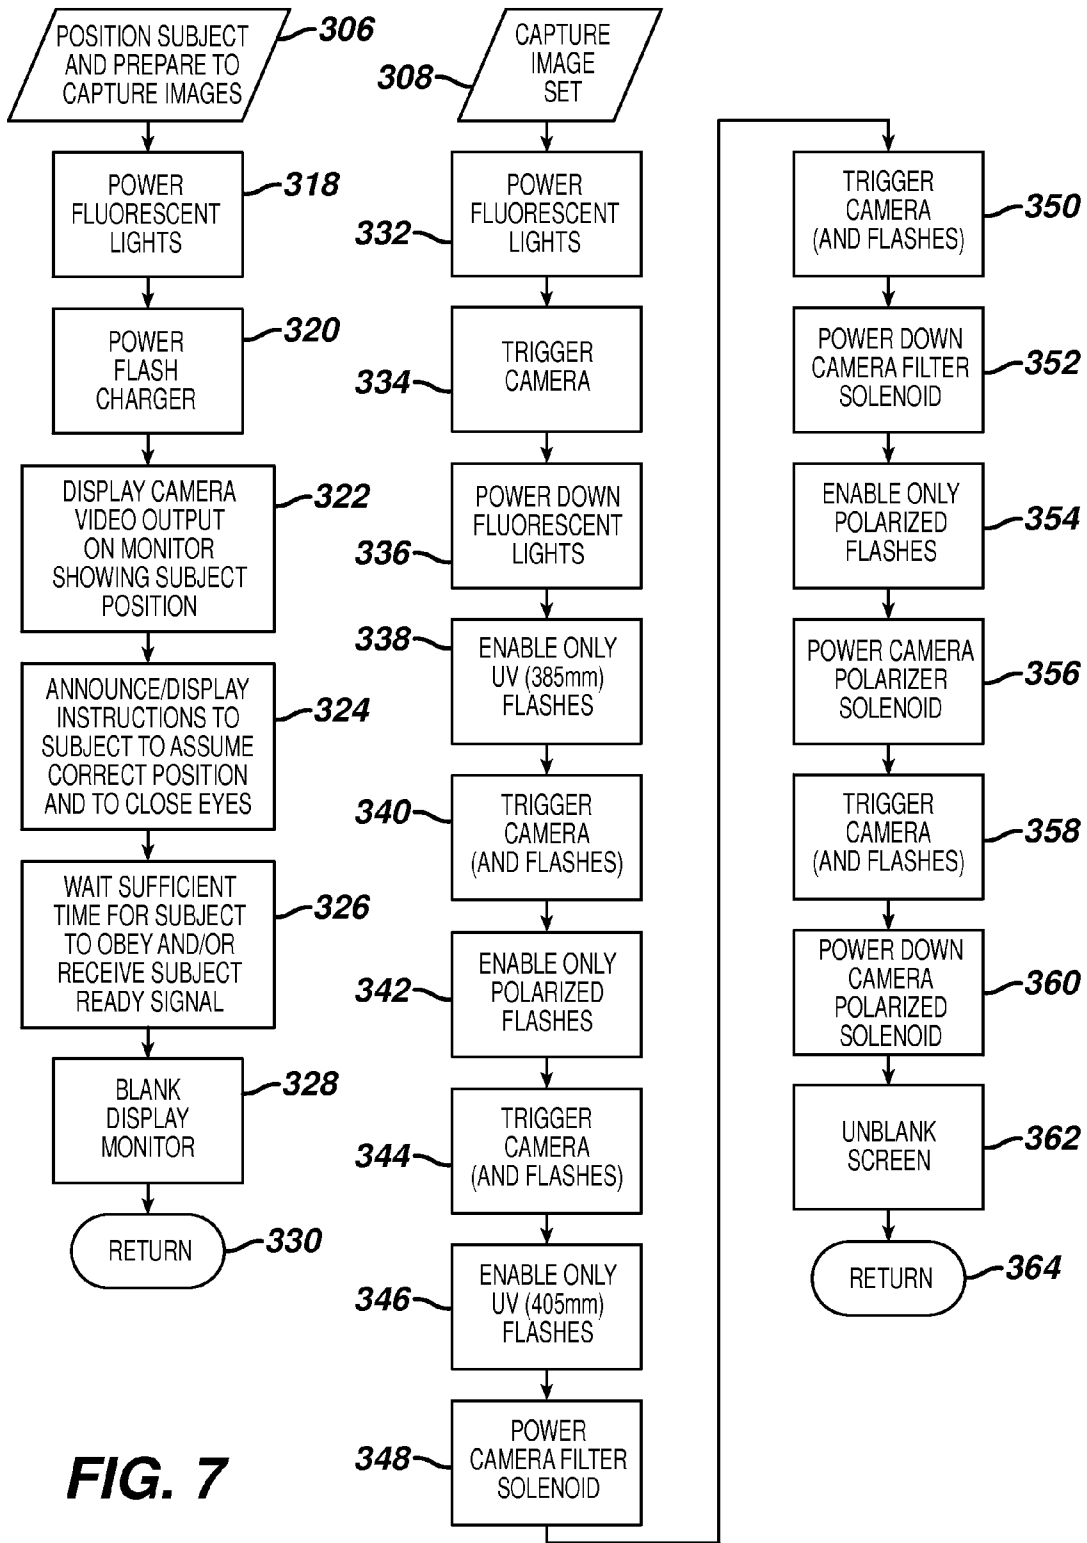 POSITION SUBJECT
AND PREPARE TO
CAPTURE IMAGES
306
POWER
FLUORESCENT
LIGHTS
318
POWER
FLASH
CHARGER
320
DISPLAY CAMERA
VIDEO OUTPUT
ON MONITOR
SHOWING SUBJECT
POSITION
322
ANNOUNCE/DISPLAY
INSTRUCTIONS TO
SUBJECT TO ASSUME
CORRECT POSITION
AND TO CLOSE EYES
324
WAIT SUFFICIENT
TIME FOR SUBJECT
TO OBEY AND/OR
RECEIVE SUBJECT
READY SIGNAL
326
BLANK
DISPLAY
MONITOR
328
RETURN
330
CAPTURE
IMAGE
SET
308
POWER
FLUORESCENT
LIGHTS
332
TRIGGER
CAMERA
334
POWER DOWN
FLUORESCENT
LIGHTS
336
ENABLE ONLY
UV (385mm)
FLASHES
338
TRIGGER
CAMERA
(AND FLASHES)
340
ENABLE ONLY
POLARIZED
FLASHES
342
TRIGGER
CAMERA
(AND FLASHES)
344
ENABLE ONLY
UV (405mm)
FLASHES
346
POWER
CAMERA FILTER
SOLENOID
348
TRIGGER
CAMERA
(AND FLASHES)
350
POWER DOWN
CAMERA FILTER
SOLENOID
352
ENABLE ONLY
POLARIZED
FLASHES
354
POWER CAMERA
POLARIZER
SOLENOID
356
TRIGGER
CAMERA
(AND FLASHES)
358
POWER DOWN
CAMERA
POLARIZED
SOLENOID
360
UNBLANK
SCREEN
362
RETURN
364
FIG. 7